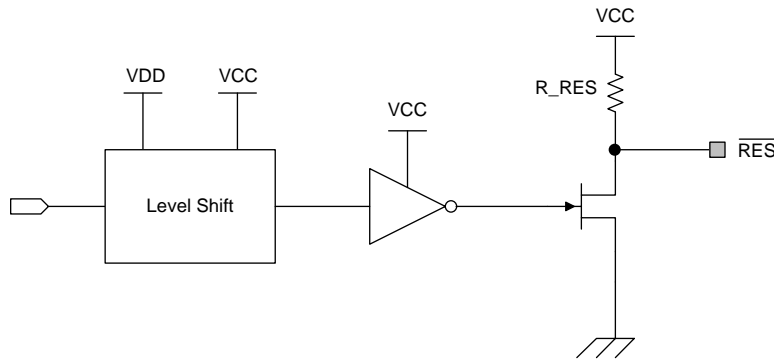 VCC
VDD
VCC
R_RES
VCC
RES
Level Shift